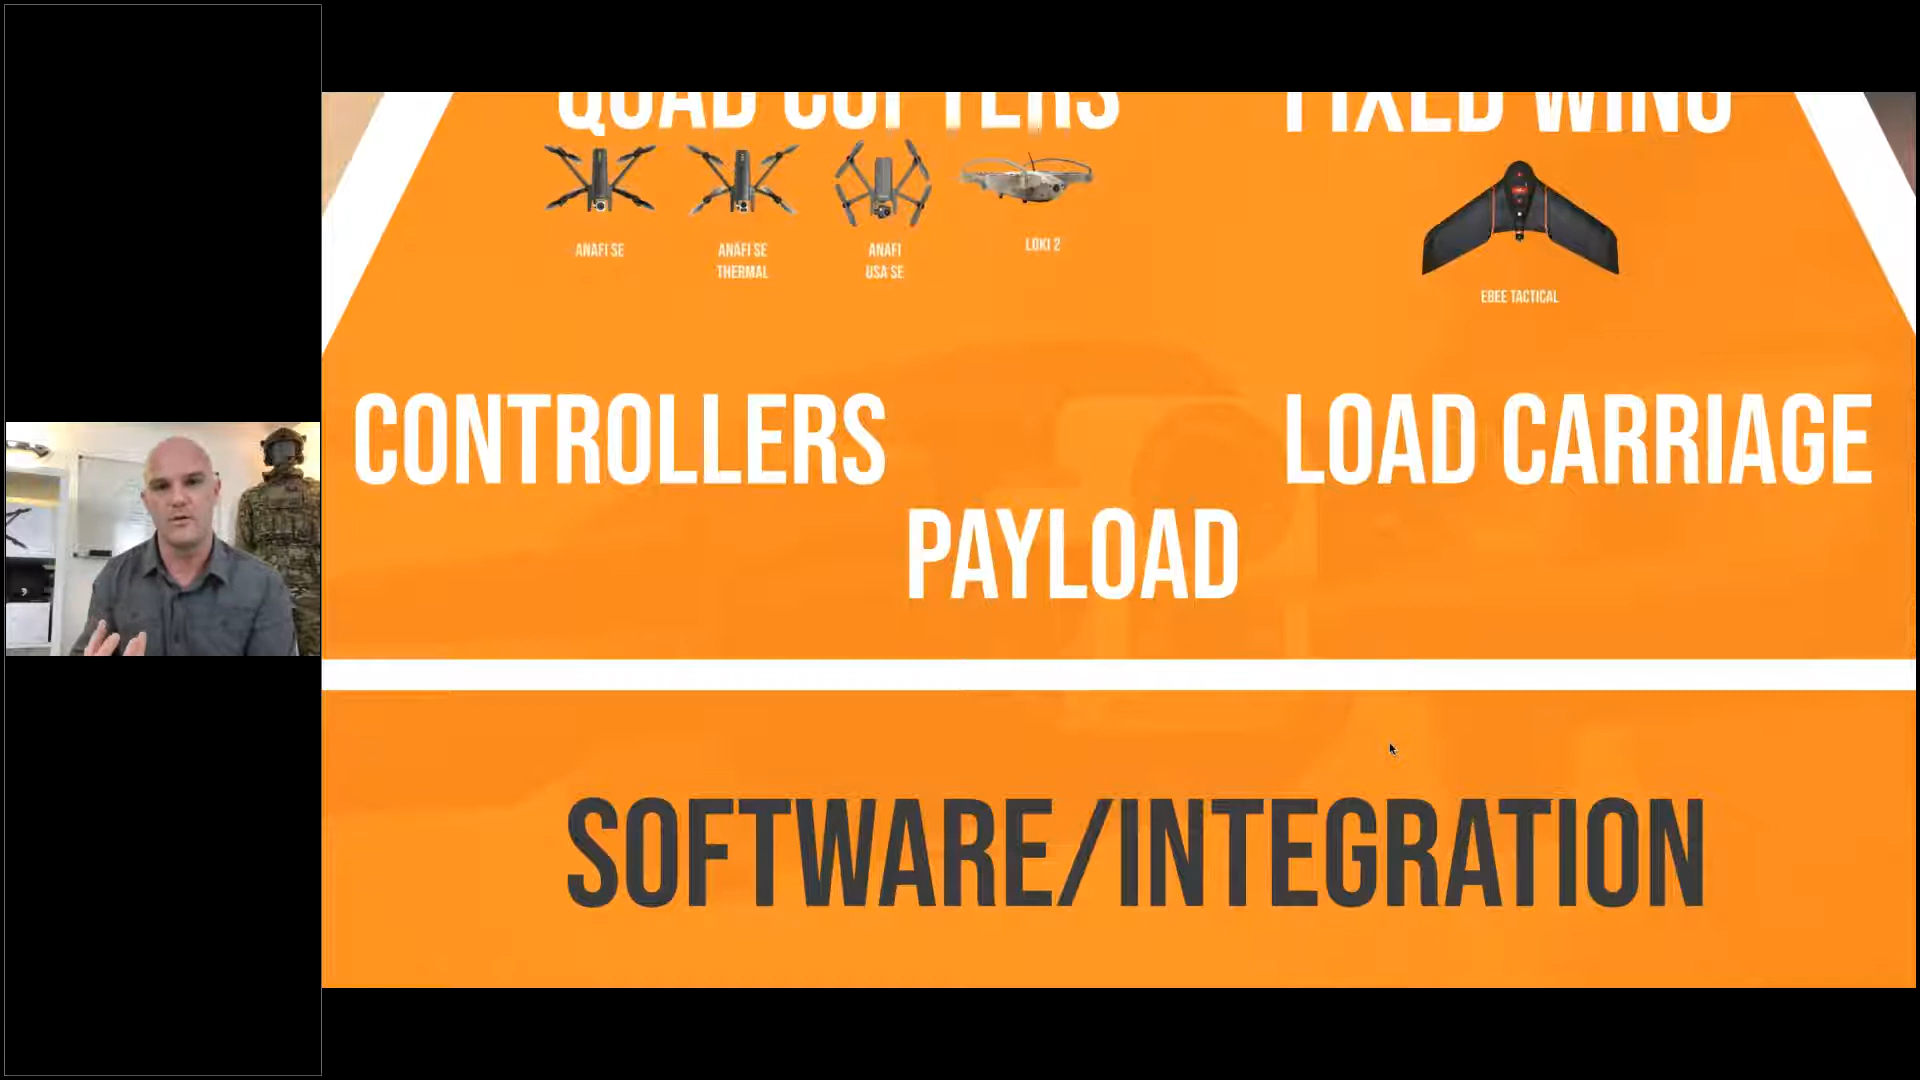 QUAD COPTERS
FIXED WING
ANAFI SE
ANAFI SE
THERMAL
ANAFI
USA SE
LOKI 2
EBEE TACTICAL
CONTROLLERS
LOAD CARRIAGE
PAYLOAD
SOFTWARE/INTEGRATION